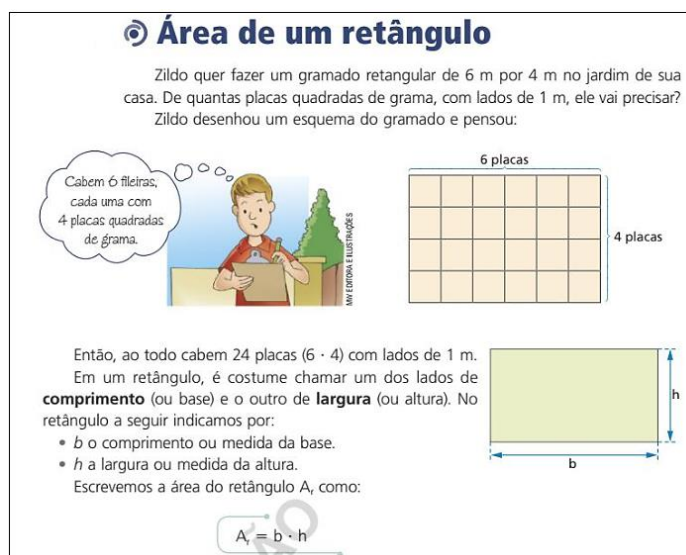 Área de um retângulo
Zildo quer fazer um gramado retangular de 6 m por 4 m no jardim de sua
casa. De quantas placas quadradas de grama, com lados de 1 m, ele vai precisar?
Zildo desenhou um esquema do gramado e pensou:
Cabem 6 fileiras,
cada uma com
4 placas quadradas
de grama.
MW EDITORA E ILUSTRAÇÕES
6 placas
4 placas
Então, ao todo cabem 24 placas (6 · 4) com lados de 1 m.
Em um retângulo, é costume chamar um dos lados de
comprimento (ou base) e o outro de largura (ou altura). No
retângulo a seguir indicamos por:
• b o comprimento ou medida da base.
• h a largura ou medida da altura.
Escrevemos a área do retângulo Aᵣ como:
h
b
Aᵣ = b · h
ÃO